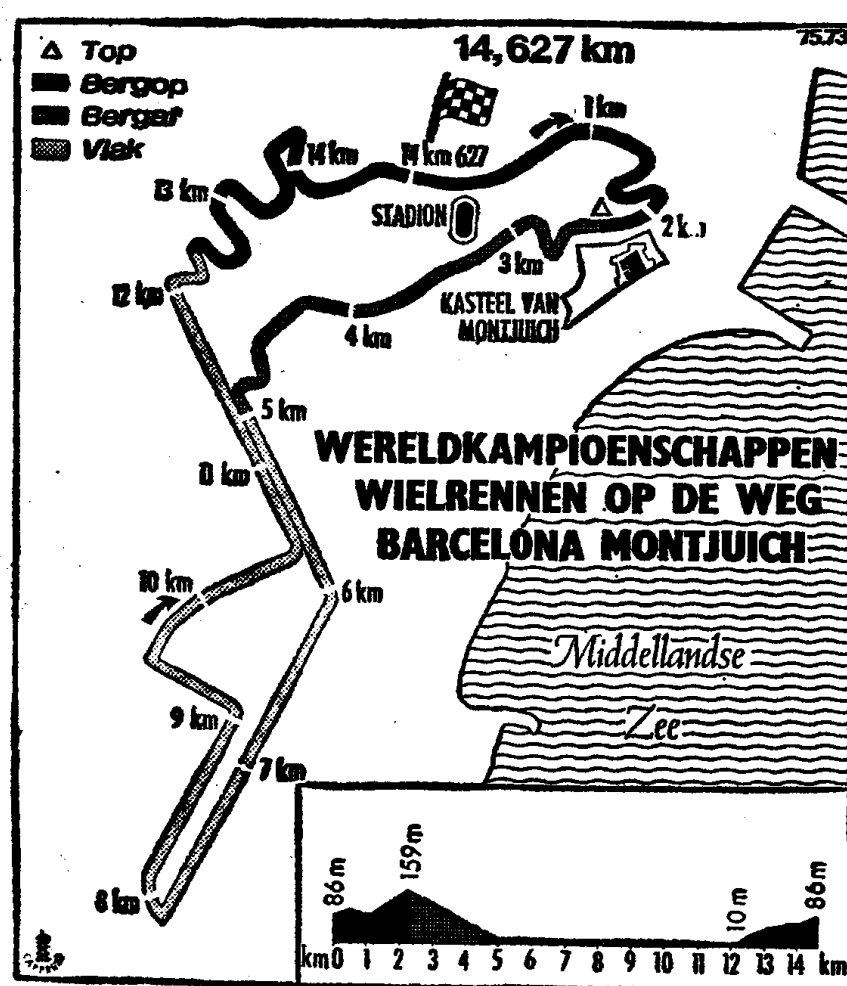 Top
Bergop
Bergaf
Vlak
14,627 km
75.73
1 km
14 km
14 km 627
13 km
STADION
2 k
3 km
12 km
KASTEEL VAN
MONTJUICH
4 km
5 km
WERELDKAMPIOENSCHAPPEN
WIELRENNEN OP DE WEG
BARCELONA MONTJUICH
11 km
10 km
6 km
Middellandse
Zee
9 km
7 km
8 km
86m
159m
10m
86m
km 0 1 2 3 4 5 6 7 8 9 10 11 12 13 14 km